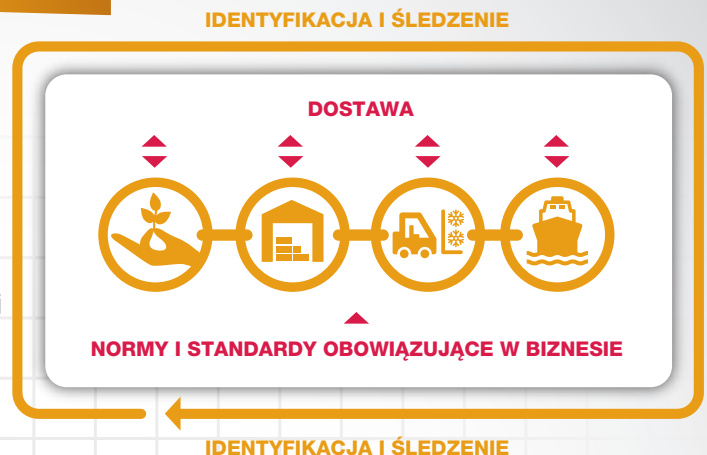 IDENTYFIKACJA I ŚLEDZENIE
DOSTAWA
NORMY I STANDARDY OBOWIĄZUJĄCE W BIZNESIE
IDENTYFIKACJA I ŚLEDZENIE